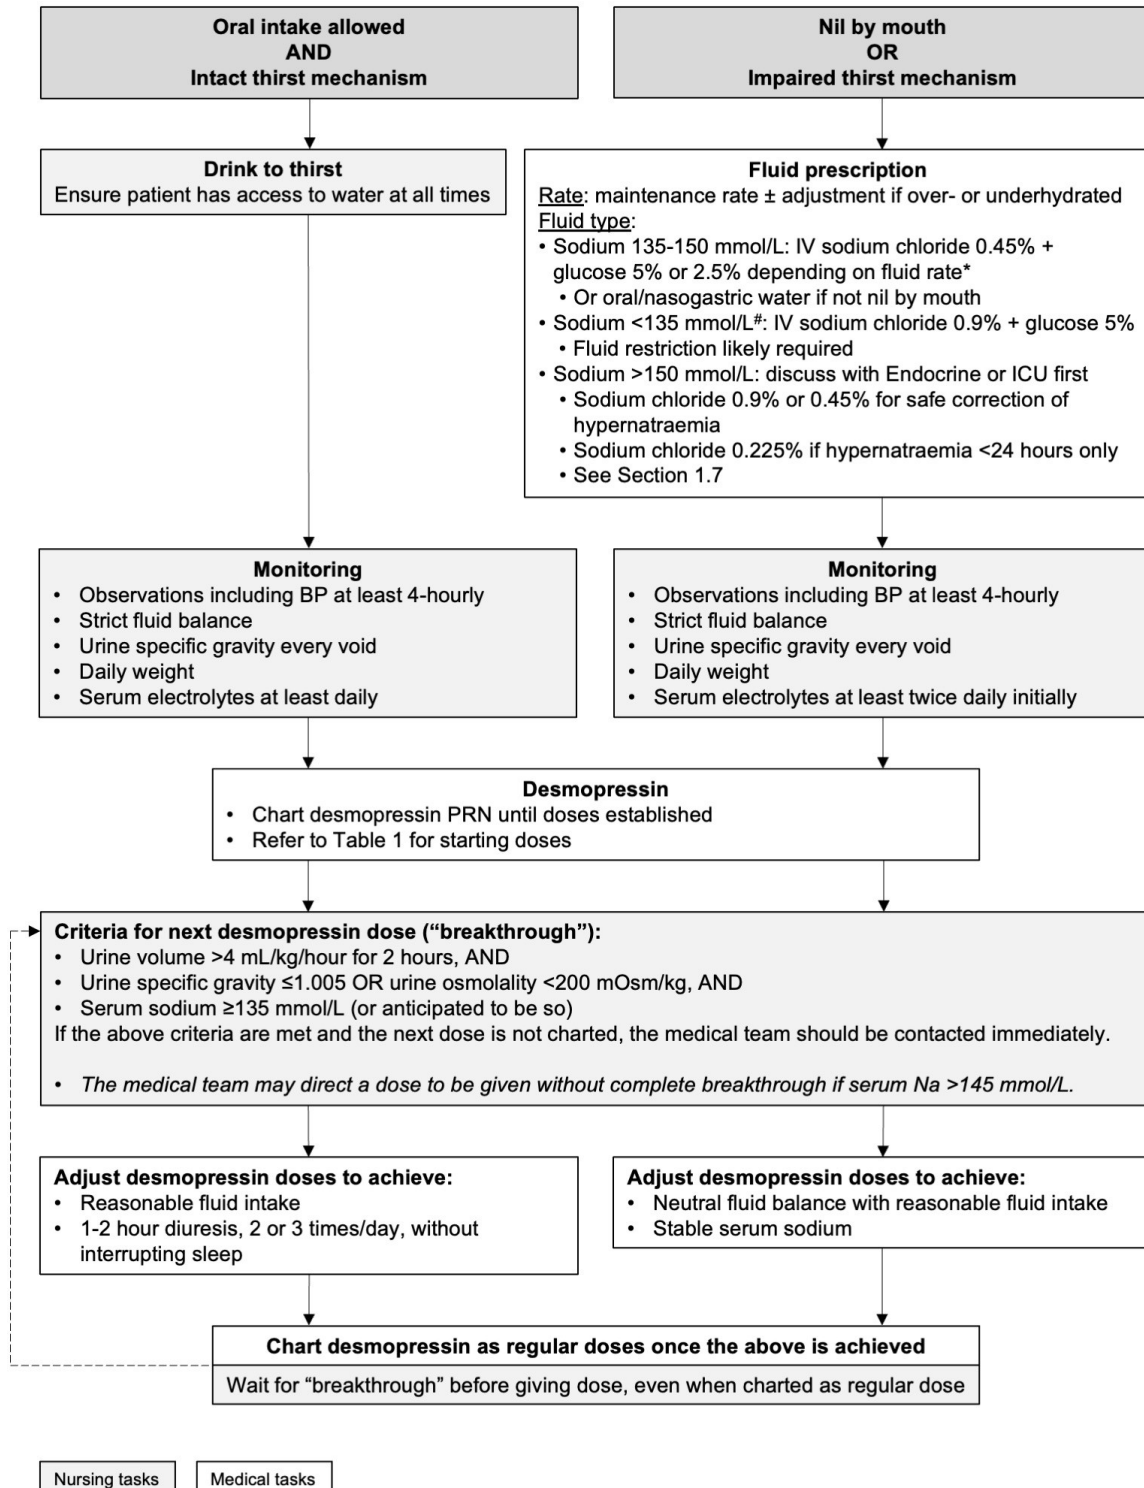 Oral intake allowed
AND
Intact thirst mechanism
Nil by mouth
OR
Impaired thirst mechanism
Drink to thirst
Ensure patient has access to water at all times
Fluid prescription
Rate: maintenance rate ± adjustment if over- or underhydrated
Fluid type:
• Sodium 135-150 mmol/L: IV sodium chloride 0.45% +
glucose 5% or 2.5% depending on fluid rate*
• Or oral/nasogastric water if not nil by mouth
• Sodium <135 mmol/L#: IV sodium chloride 0.9% + glucose 5%
• Fluid restriction likely required
• Sodium >150 mmol/L: discuss with Endocrine or ICU first
• Sodium chloride 0.9% or 0.45% for safe correction of
hypernatraemia
• Sodium chloride 0.225% if hypernatraemia <24 hours only
• See Section 1.7
Monitoring
• Observations including BP at least 4-hourly
• Strict fluid balance
• Urine specific gravity every void
• Daily weight
• Serum electrolytes at least daily
Monitoring
• Observations including BP at least 4-hourly
• Strict fluid balance
• Urine specific gravity every void
• Daily weight
• Serum electrolytes at least twice daily initially
Desmopressin
• Chart desmopressin PRN until doses established
• Refer to Table 1 for starting doses
Criteria for next desmopressin dose (“breakthrough”):
• Urine volume >4 mL/kg/hour for 2 hours, AND
• Urine specific gravity ≤1.005 OR urine osmolality <200 mOsm/kg, AND
• Serum sodium ≥135 mmol/L (or anticipated to be so)
If the above criteria are met and the next dose is not charted, the medical team should be contacted immediately.
• The medical team may direct a dose to be given without complete breakthrough if serum Na >145 mmol/L.
Adjust desmopressin doses to achieve:
• Reasonable fluid intake
• 1-2 hour diuresis, 2 or 3 times/day, without
interrupting sleep
Adjust desmopressin doses to achieve:
• Neutral fluid balance with reasonable fluid intake
• Stable serum sodium
Chart desmopressin as regular doses once the above is achieved
Wait for “breakthrough” before giving dose, even when charted as regular dose
Nursing tasks
Medical tasks